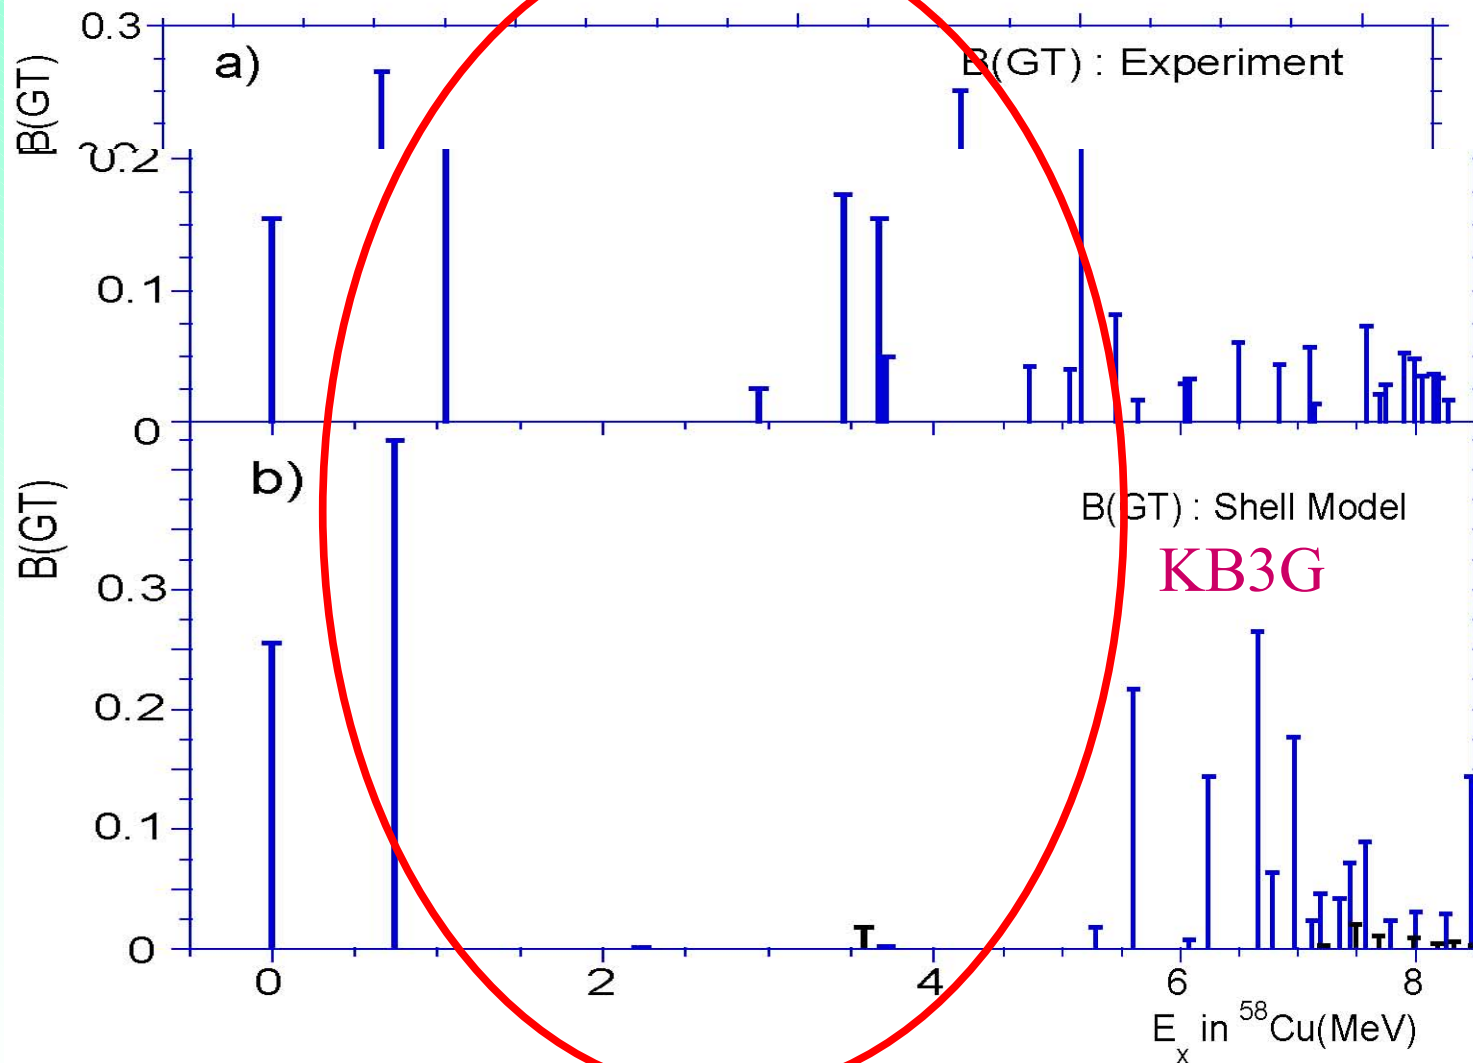 0.3
a)
B(GT) : Experiment
B(GT)
0.2
0.1
0
b)
B(GT) : Shell Model
B(GT)
KB3G
0.3
0.2
0.1
0
0 2 4 6 8
Ex in 58Cu(MeV)